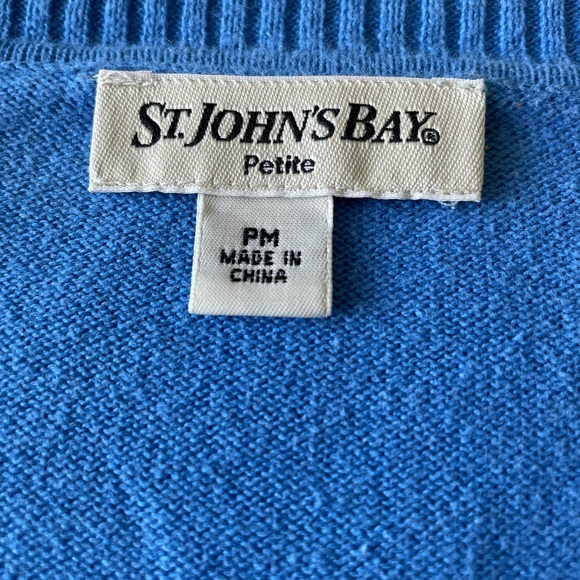 ST. JOHN'S BAY®
Petite
PM
MADE IN
CHINA